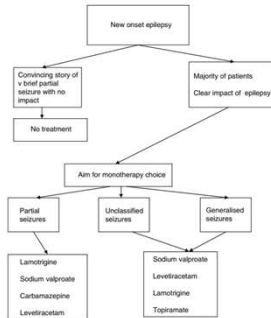 New onset epilepsy
Convincing story of
v brief partial
seizure with no
impact
Majority of patients
Clear impact of epilepsy
No treatment
Aim for monotherapy choice
Partial
seizures
Unclassified
seizures
Generalised
seizures
Lamotrigine
Sodium valproate
Carbamazepine
Levetiracetam
Sodium valproate
Levetiracetam
Lamotrigine
Topiramate